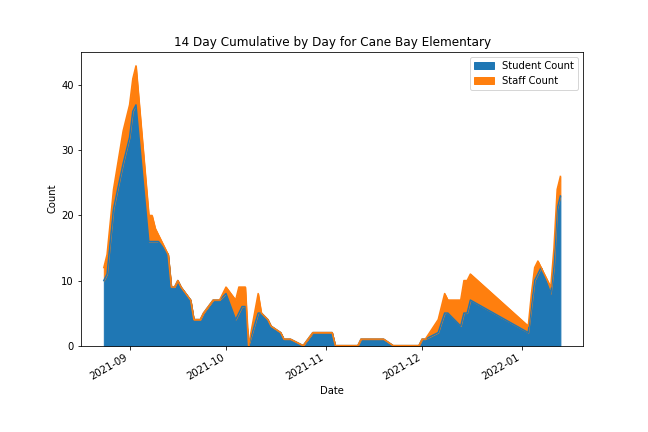 14 Day Cumulative by Day for Cane Bay Elementary
Student Count
Staff Count
Count
40
30
20
10
0
2021-09
2021-10
2021-11
2021-12
2022-01
Date